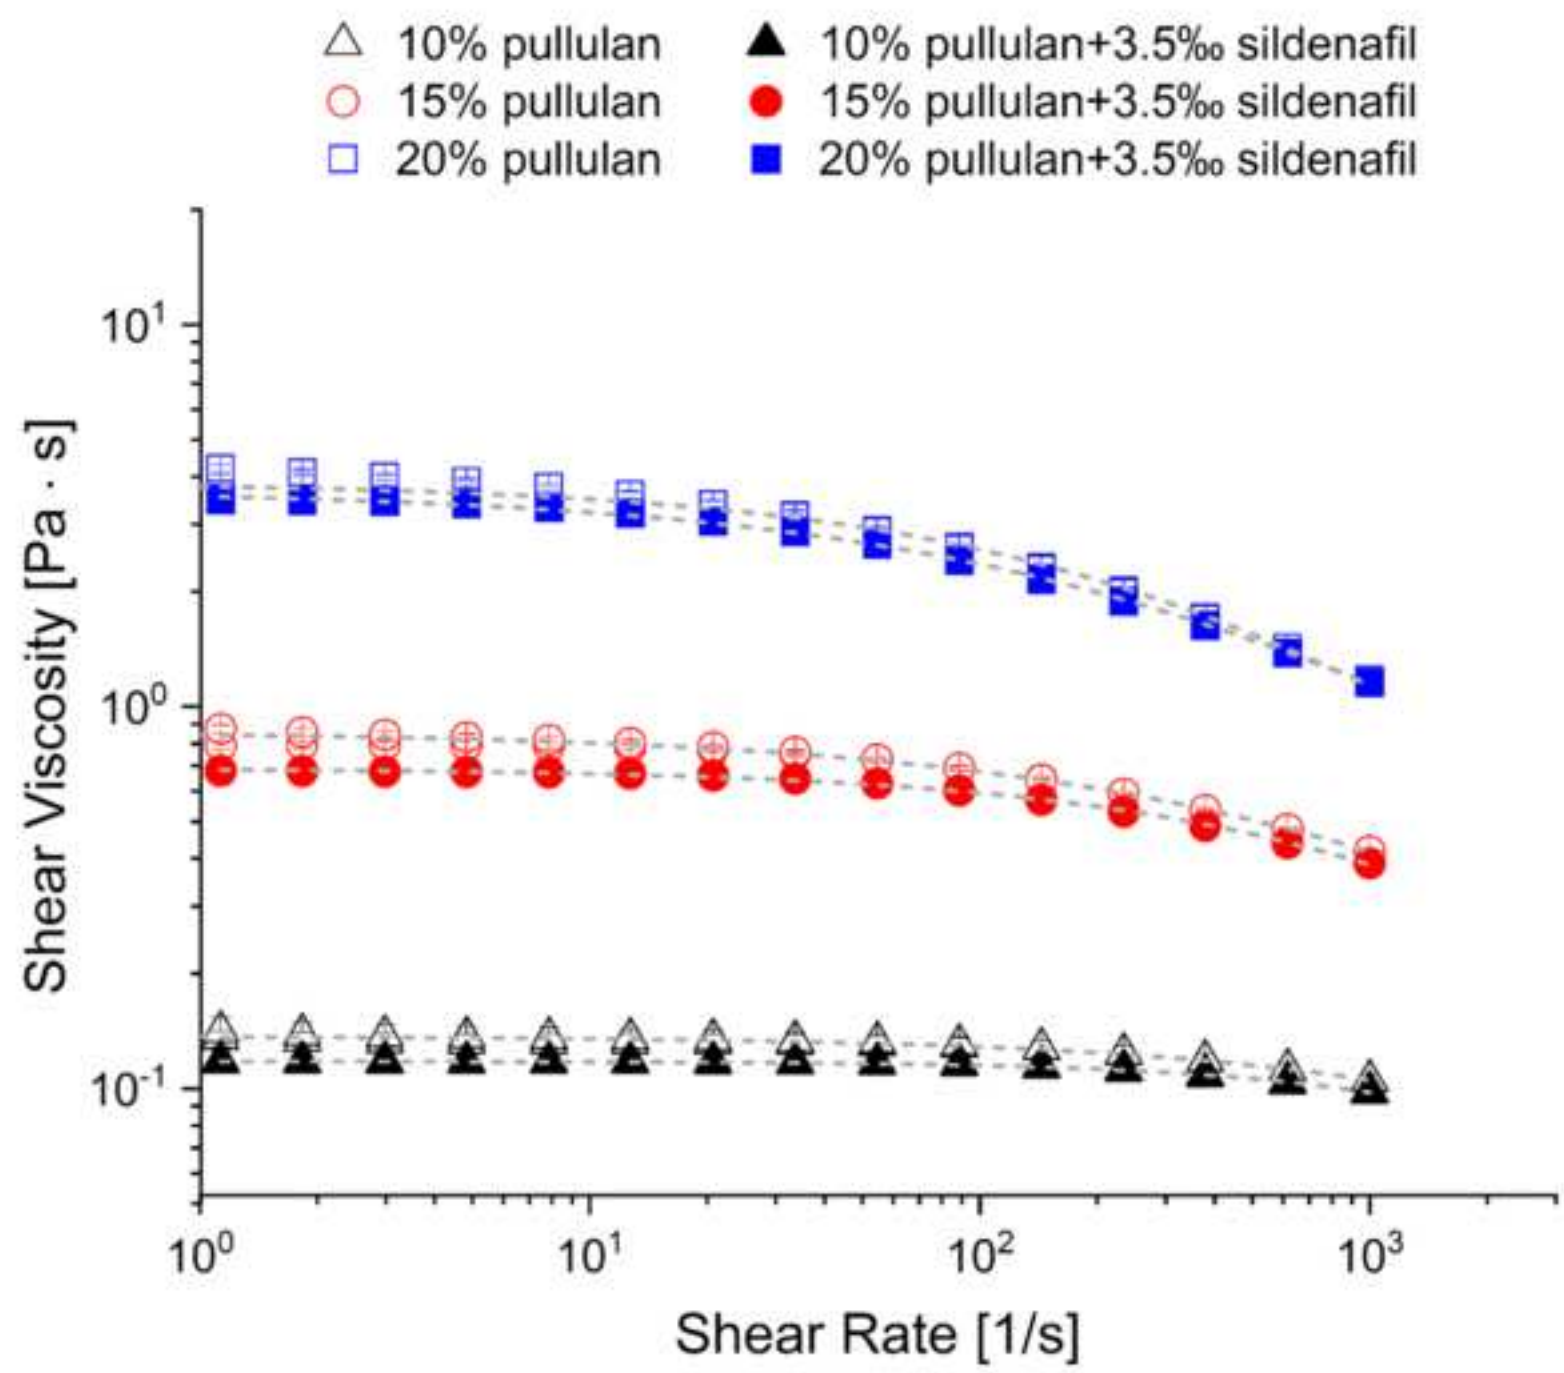 10% pullulan 10% pullulan+3.5‰ sildenafil
15% pullulan 15% pullulan+3.5‰ sildenafil
20% pullulan 20% pullulan+3.5‰ sildenafil
10¹
10⁰
10⁻¹
Shear Viscosity [Pa · s]
10⁰ 10¹ 10² 10³
Shear Rate [1/s]